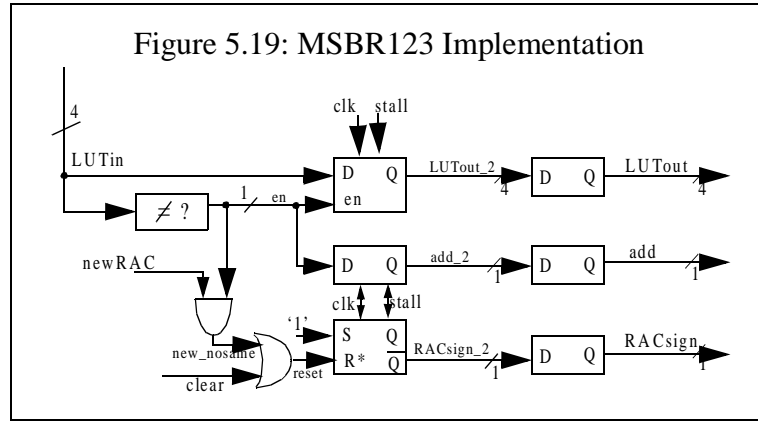 Figure 5.19: MSBR123 Implementation
4
clk stall
LUTin
D Q
LUTout_2
4
D Q
LUTout
4
≠ ?
1
en
en
newRAC
D Q
add_2
1
D Q
add
1
clk stall
'1'
S Q
R* Q
RACsign_2
1
D Q
RACsign
1
new_nosame
reset
clear